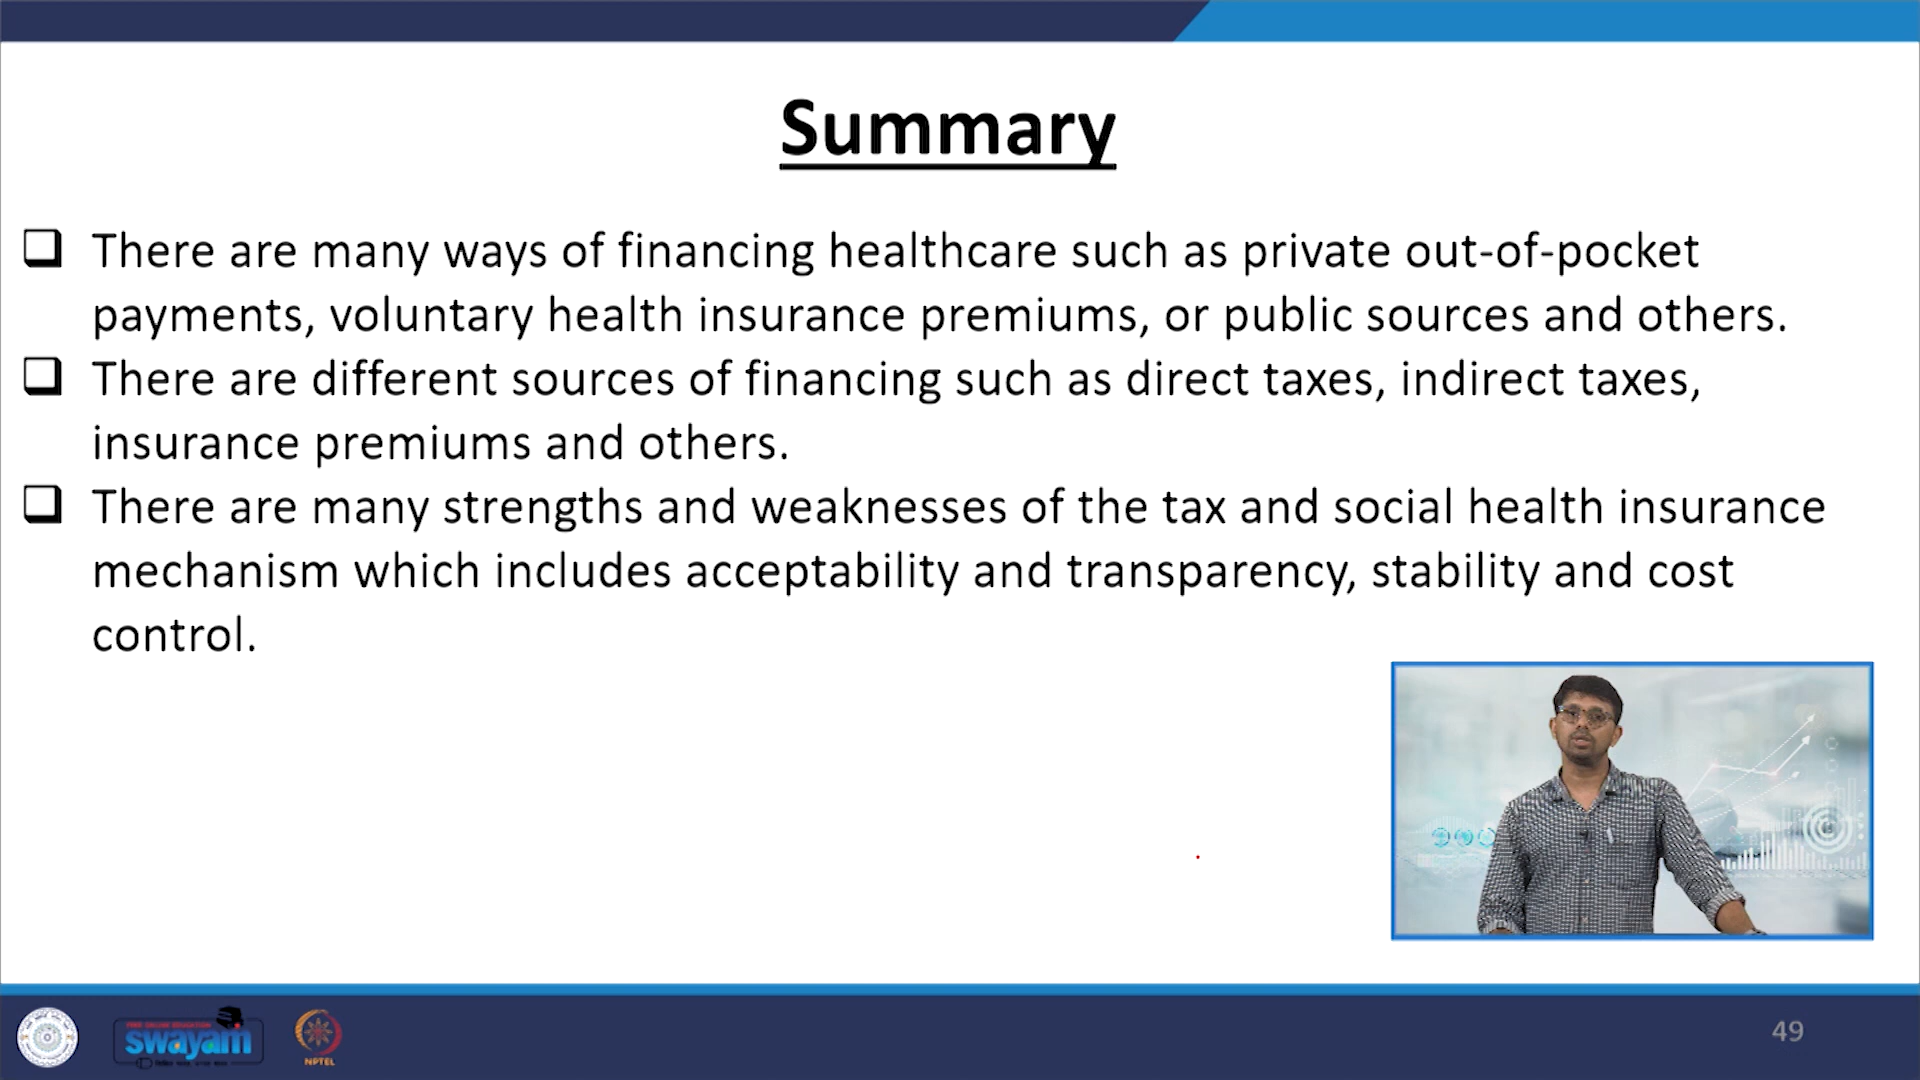 Summary
There are many ways of financing healthcare such as private out-of-pocket
payments, voluntary health insurance premiums, or public sources and others.
There are different sources of financing such as direct taxes, indirect taxes,
insurance premiums and others.
There are many strengths and weaknesses of the tax and social health insurance
mechanism which includes acceptability and transparency, stability and cost
control.
FREE ONLINE EDUCATION
swayam
NPTEL
49